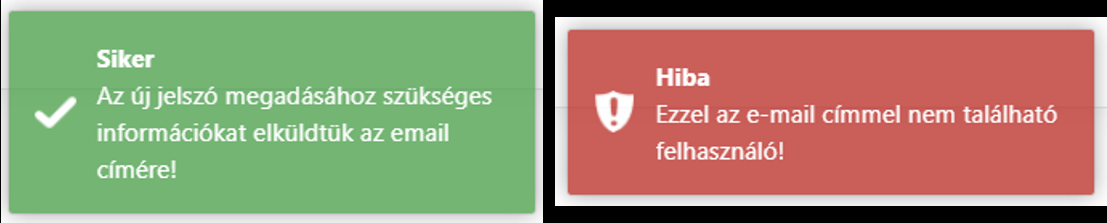 Siker
Az új jelszó megadásához szükséges
információkat elküldtük az email
címére!
Hiba
Ezzel az e-mail címmel nem található
felhasználó!